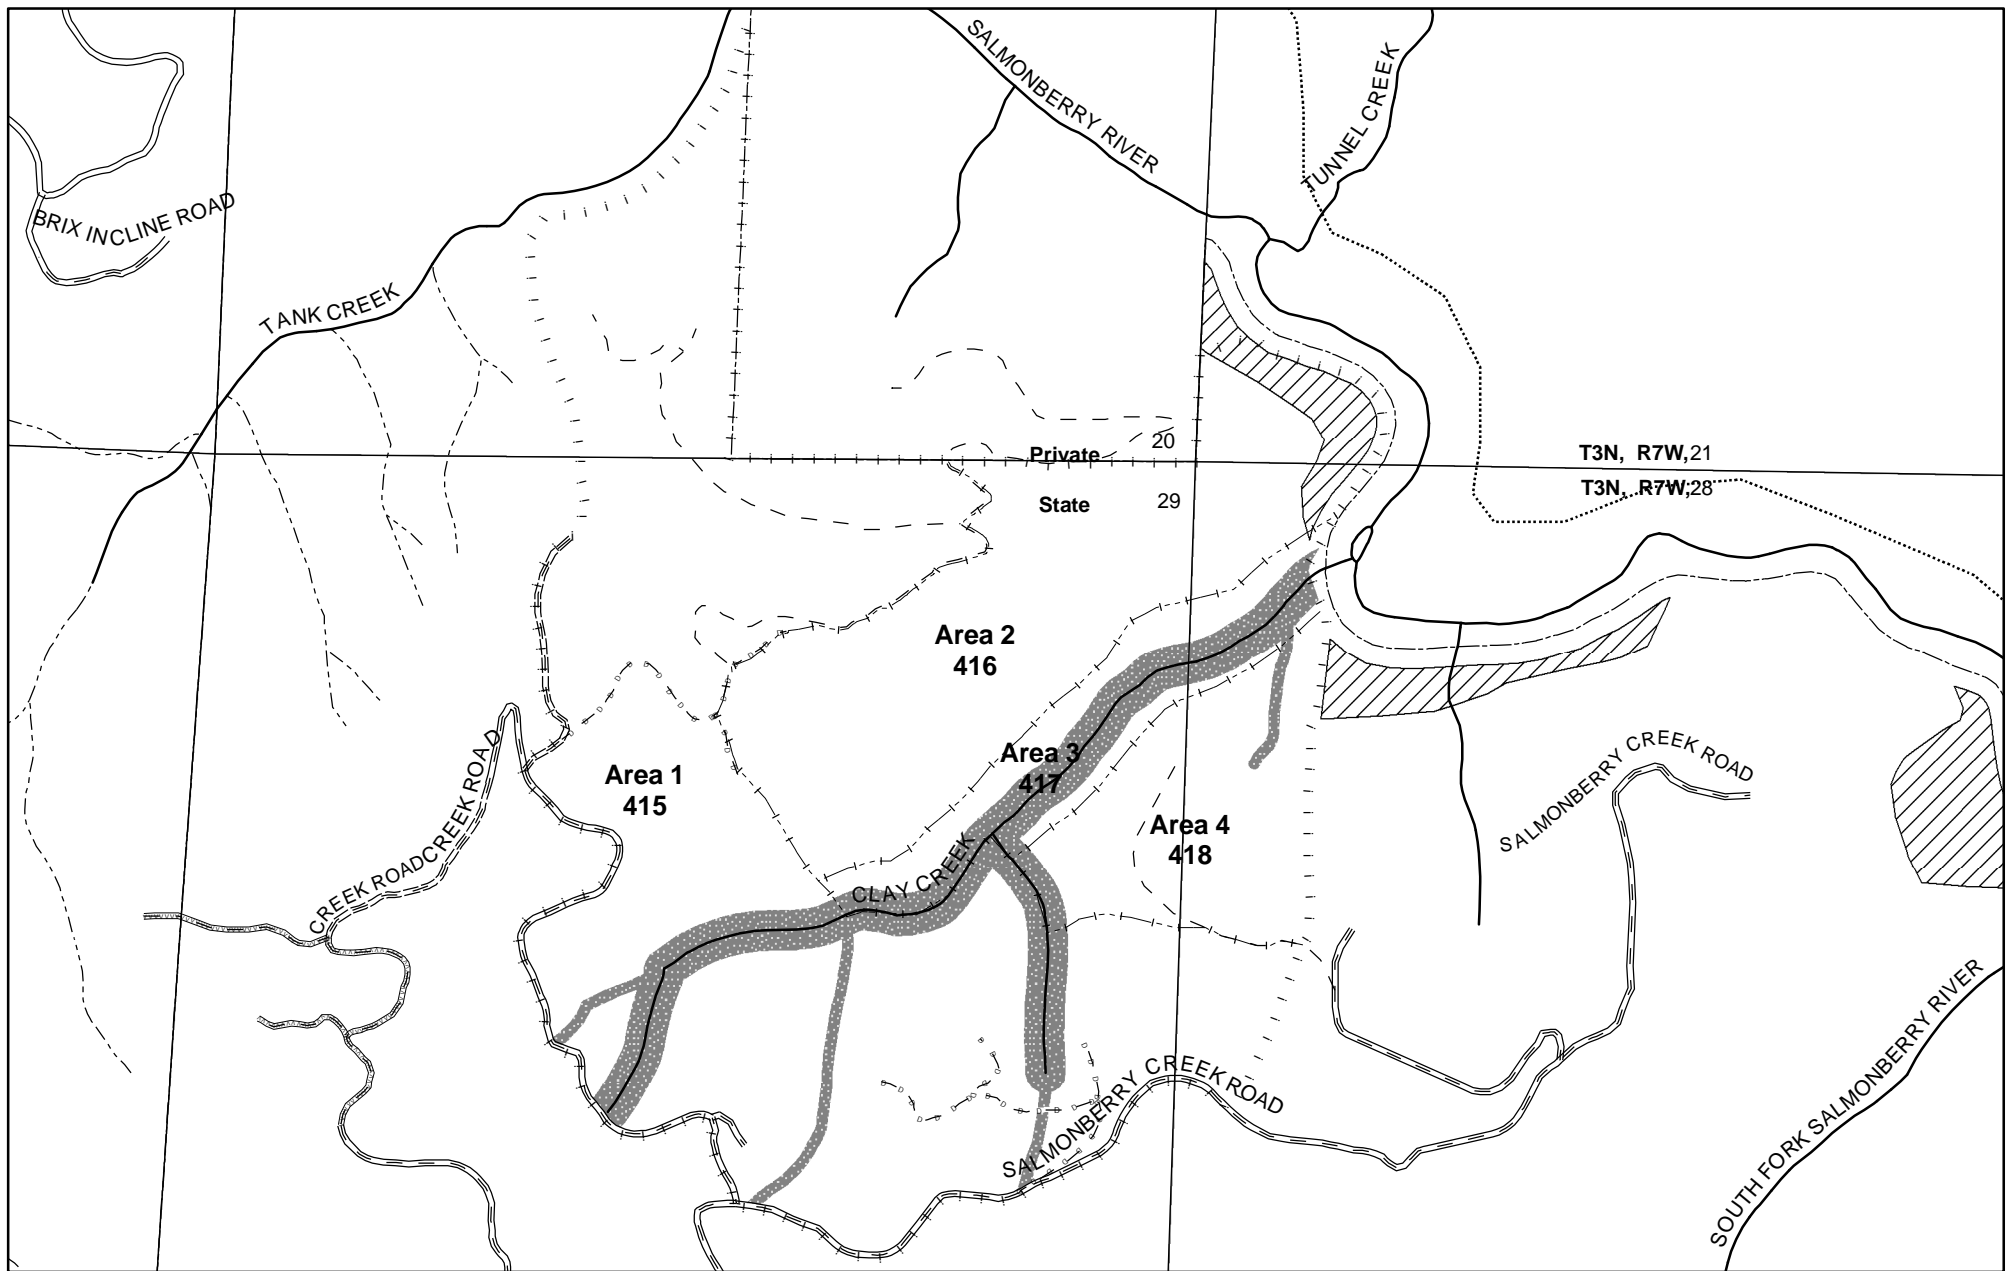 SALMONBERRY RIVER
TUNNEL CREEK
BRIX INCLINE ROAD
TANK CREEK
Private
20
T3N, R7W,21
T3N, R7W,28
State
29
Area 2
416
Area 1
415
Area 3
417
Area 4
418
CREEK ROADCREEK ROAD
CLAY CREEK
SALMONBERRY CREEK ROAD
SALMONBERRY CREEK ROAD
SOUTH FORK SALMONBERRY RIVER